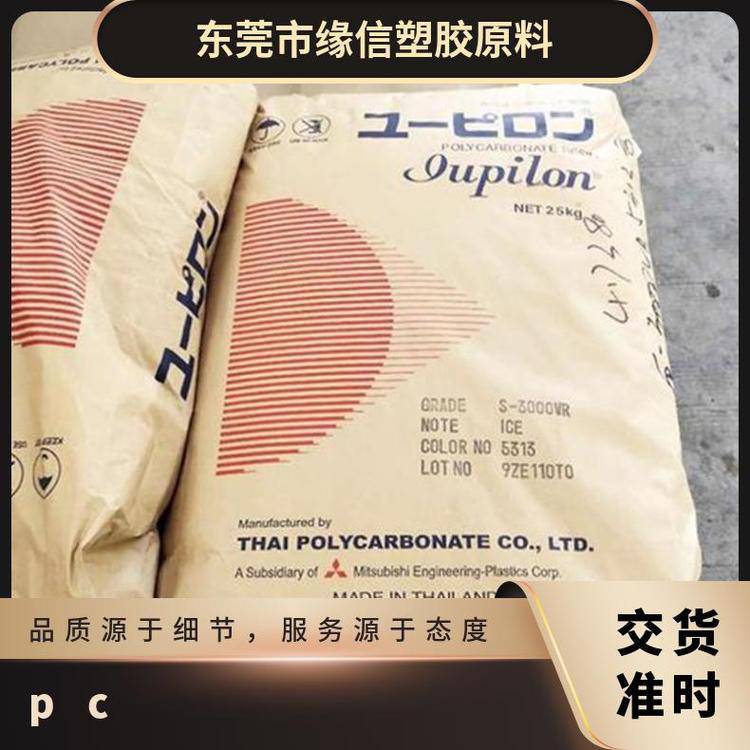 东莞市缘信塑胶原料
ユーピロン
POLYCARBONATE
Iupilon
NET 25kg
GRADE S-3000VR
NOTE ICE
COLOR NO 5313
LOT NO 9ZE110TO
Manufactured by
THAI POLYCARBONATE CO., LTD.
A Subsidiary of Mitsubishi Engineering-Plastics Corp.
MADE IN THAILAND
ユーピロン
品质源于细节，服务源于态度
交货
准时
pc